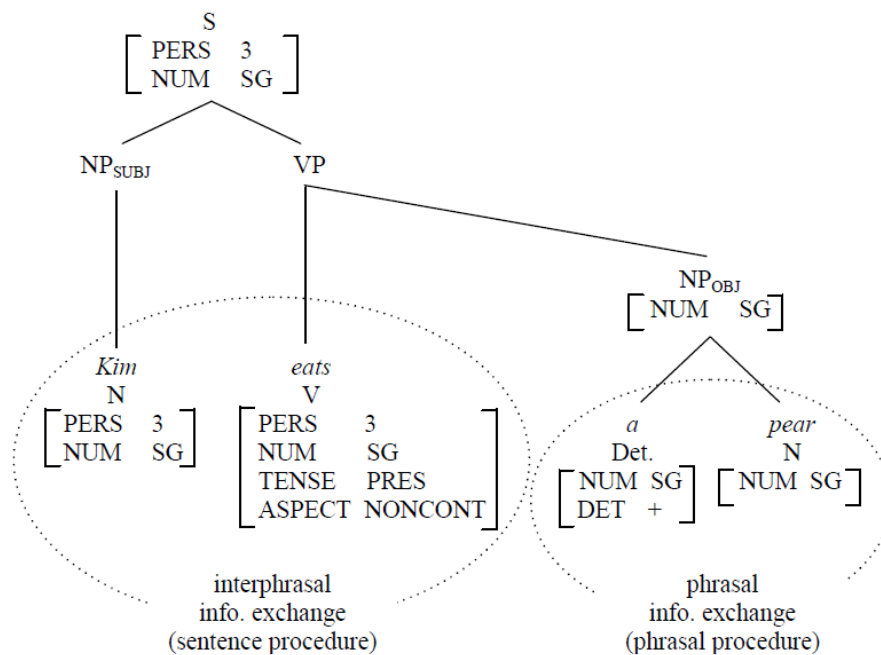 S
PERS 3
NUM SG
NP_SUBJ VP
NP_OBJ
NUM SG
Kim eats
N V
PERS 3 PERS 3
NUM SG NUM SG
TENSE PRES
ASPECT NONCONT
a pear
Det. N
NUM SG NUM SG
DET +
interphrasal
info. exchange
(sentence procedure)
phrasal
info. exchange
(phrasal procedure)